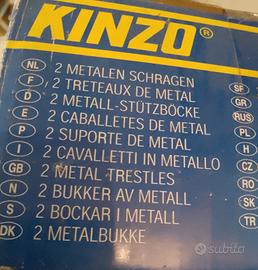 KINZO®
NL 2 METALEN SCHRAGEN
F 2 TRETEAUX DE METAL
D 2 METALL-STÜTZBÖCKE
E 2 CABALLETES DE METAL
P 2 SUPORTE DE METAL
I 2 CAVALLETTI IN METALLO
GB 2 METAL TRESTLES
N 2 BUKKER AV METALL
S 2 BOCKAR I METALL
DK 2 METALBUKKE
SF
GR
RUS
PL
H
CZ
RO
SK
TR
subito